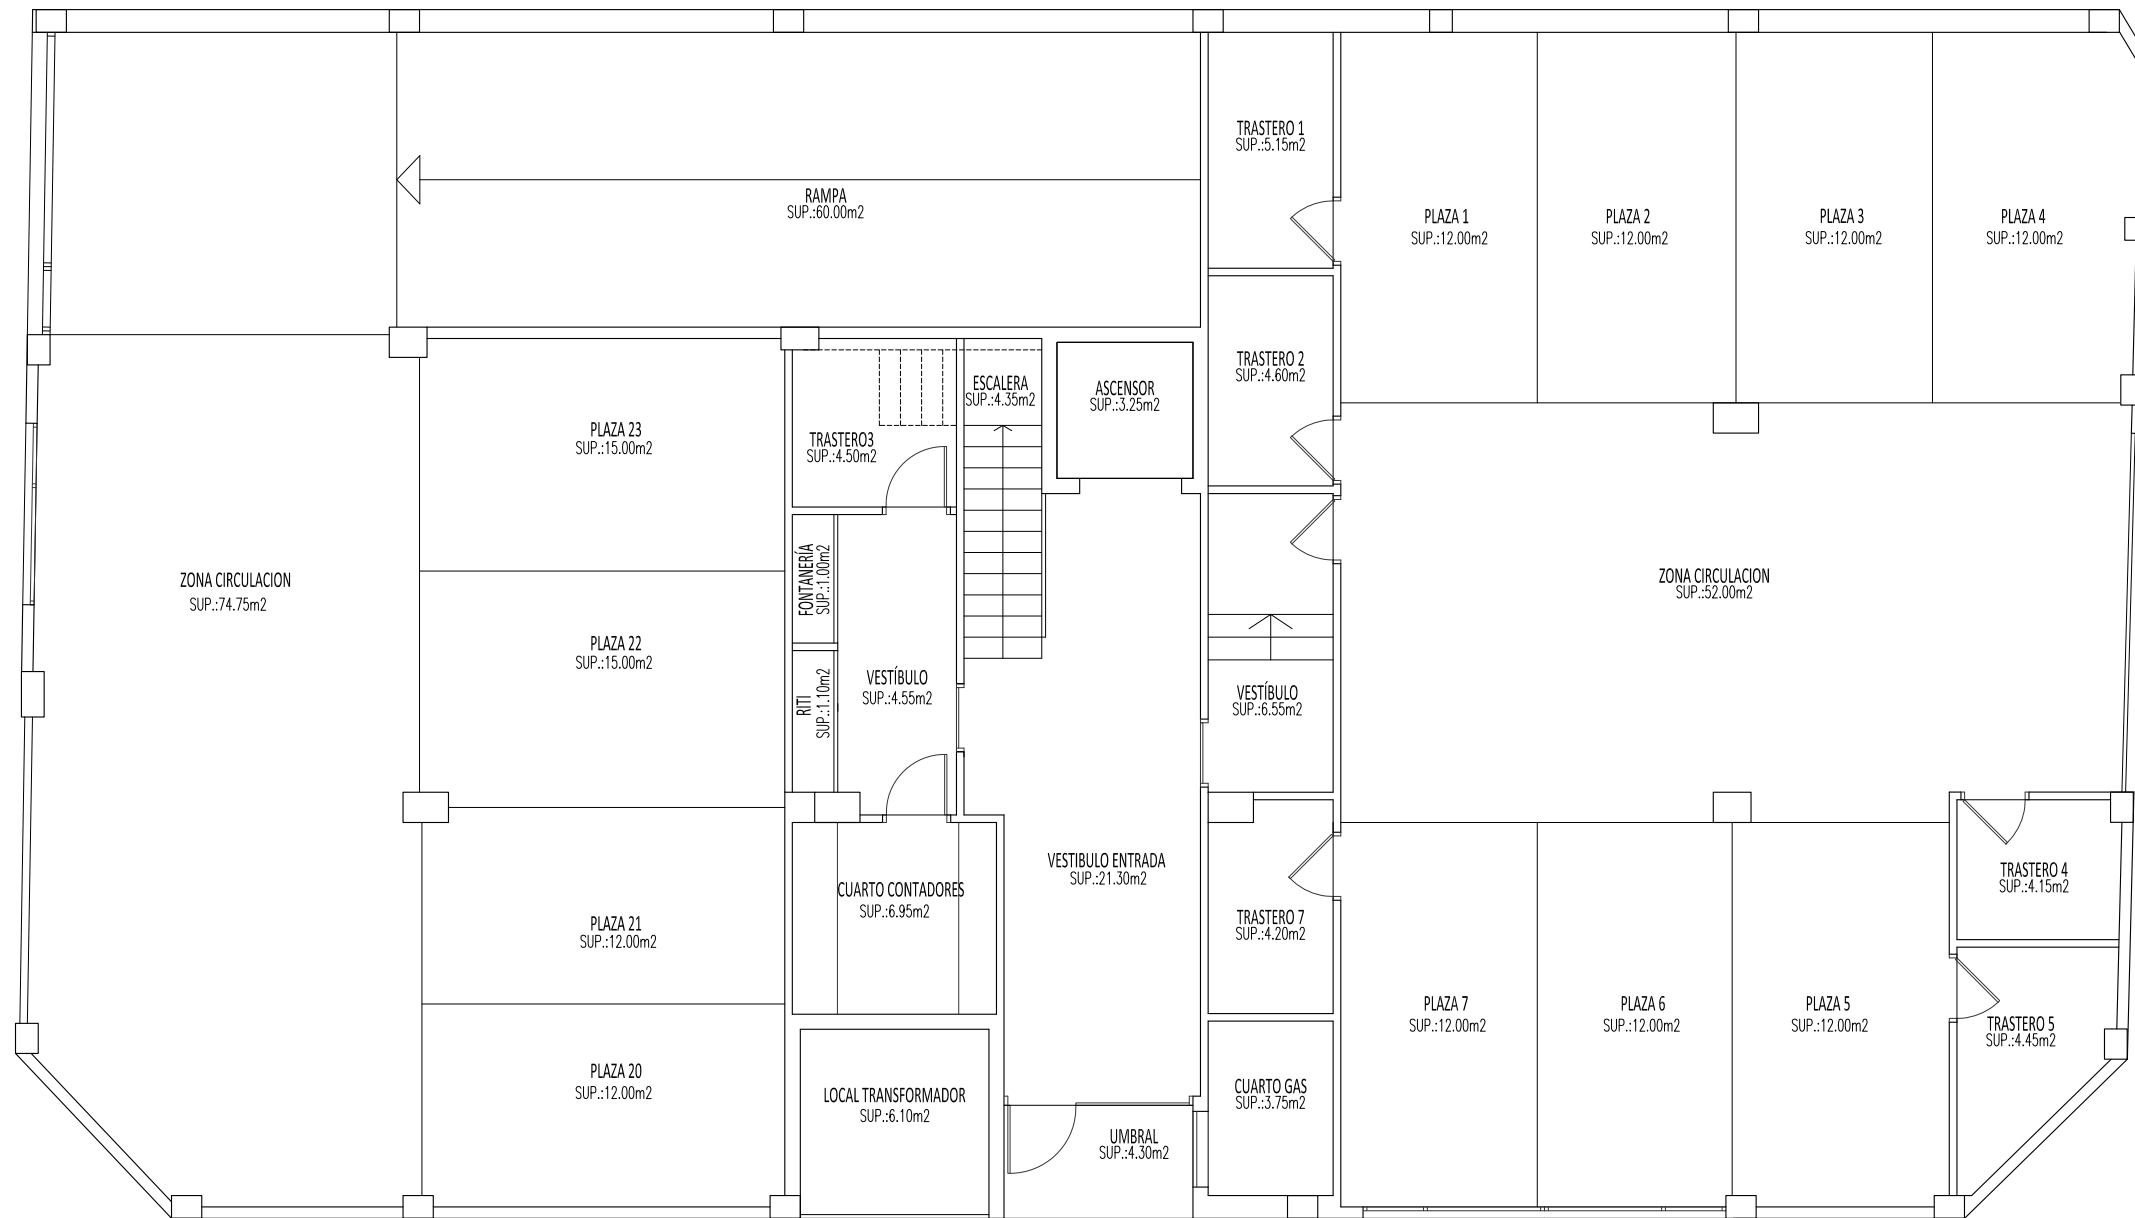 TRASTERO 1
SUP.:5.15m2
RAMPA
SUP.:60.00m2
PLAZA 1
SUP.:12.00m2
PLAZA 2
SUP.:12.00m2
PLAZA 3
SUP.:12.00m2
PLAZA 4
SUP.:12.00m2
TRASTERO 2
SUP.:4.60m2
ESCALERA
SUP.:4.35m2
ASCENSOR
SUP.:3.25m2
PLAZA 23
SUP.:15.00m2
TRASTERO3
SUP.:4.50m2
ZONA CIRCULACION
SUP.:74.75m2
FONTANERÍA
SUP.:1.00m2
ZONA CIRCULACION
SUP.:52.00m2
PLAZA 22
SUP.:15.00m2
RITI
SUP.:1.10m2
VESTÍBULO
SUP.:4.55m2
VESTÍBULO
SUP.:6.55m2
VESTIBULO ENTRADA
SUP.:21.30m2
CUARTO CONTADORES
SUP.:6.95m2
TRASTERO 4
SUP.:4.15m2
PLAZA 21
SUP.:12.00m2
TRASTERO 7
SUP.:4.20m2
PLAZA 7
SUP.:12.00m2
PLAZA 6
SUP.:12.00m2
PLAZA 5
SUP.:12.00m2
TRASTERO 5
SUP.:4.45m2
PLAZA 20
SUP.:12.00m2
LOCAL TRANSFORMADOR
SUP.:6.10m2
CUARTO GAS
SUP.:3.75m2
UMBRAL
SUP.:4.30m2